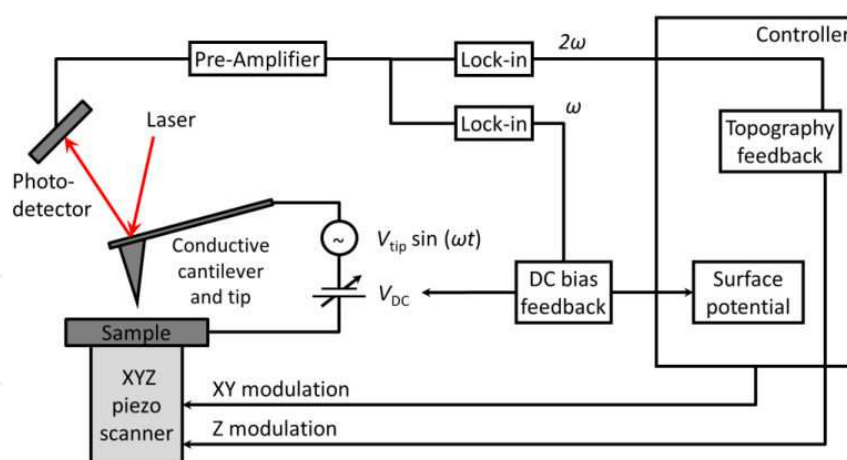 Controller
Pre-Amplifier
Lock-in
2ω
Lock-in
ω
Topography
feedback
Laser
Photo-
detector
Conductive
cantilever
and tip
~
V_tip sin (ωt)
V_DC
DC bias
feedback
Surface
potential
Sample
XYZ
piezo
scanner
XY modulation
Z modulation